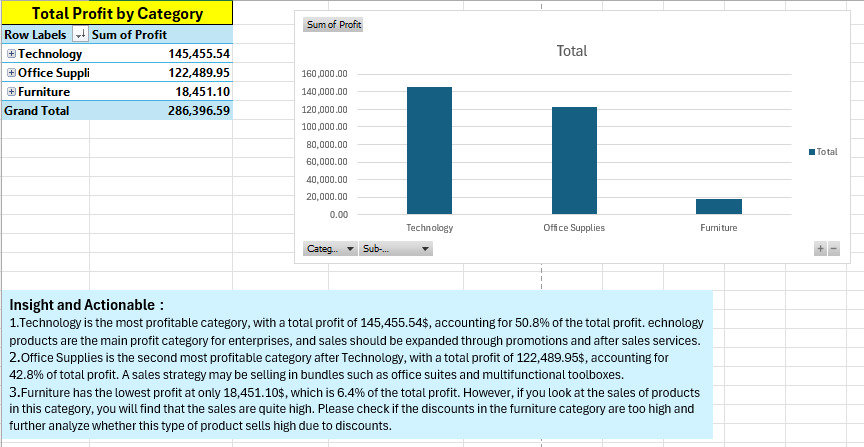 Total Profit by Category
Row Labels Sum of Profit
Technology 145,455.54
Office Suppli 122,489.95
Furniture 18,451.10
Grand Total 286,396.59
Sum of Profit
Total
160,000.00
140,000.00
120,000.00
100,000.00
80,000.00
60,000.00
40,000.00
20,000.00
0.00
Technology Office Supplies Furniture
Total
Categ... Sub-...
Insight and Actionable :
1.Technology is the most profitable category, with a total profit of 145,455.54$, accounting for 50.8% of the total profit. echnology
products are the main profit category for enterprises, and sales should be expanded through promotions and after sales services.
2.Office Supplies is the second most profitable category after Technology, with a total profit of 122,489.95$, accounting for
42.8% of total profit. A sales strategy may be selling in bundles such as office suites and multifunctional toolboxes.
3.Furniture has the lowest profit at only 18,451.10$, which is 6.4% of the total profit. However, if you look at the sales of products
in this category, you will find that the sales are quite high. Please check if the discounts in the furniture category are too high and
further analyze whether this type of product sells high due to discounts.